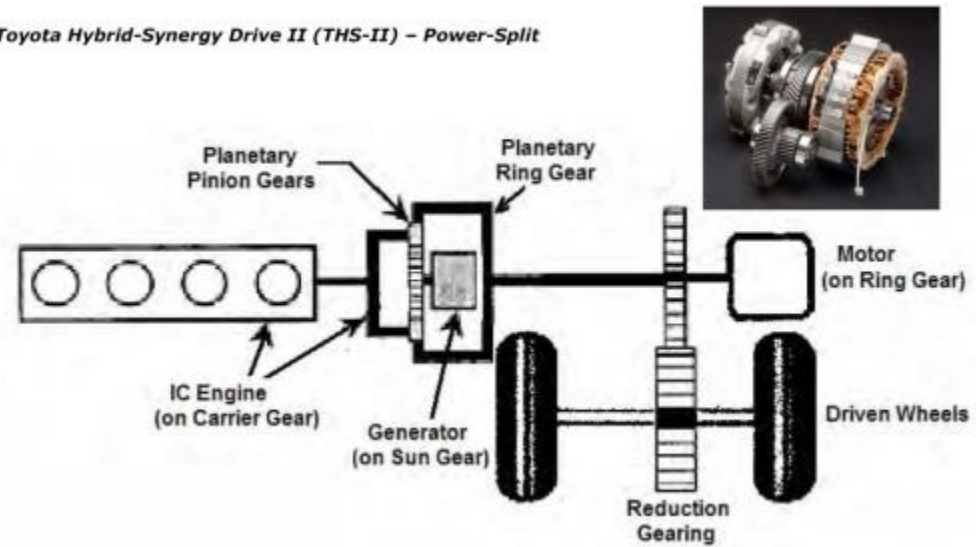 Toyota Hybrid-Synergy Drive II (THS-II) – Power-Split
Planetary
Pinion Gears
Planetary
Ring Gear
Motor
(on Ring Gear)
IC Engine
(on Carrier Gear)
Generator
(on Sun Gear)
Driven Wheels
Reduction
Gearing